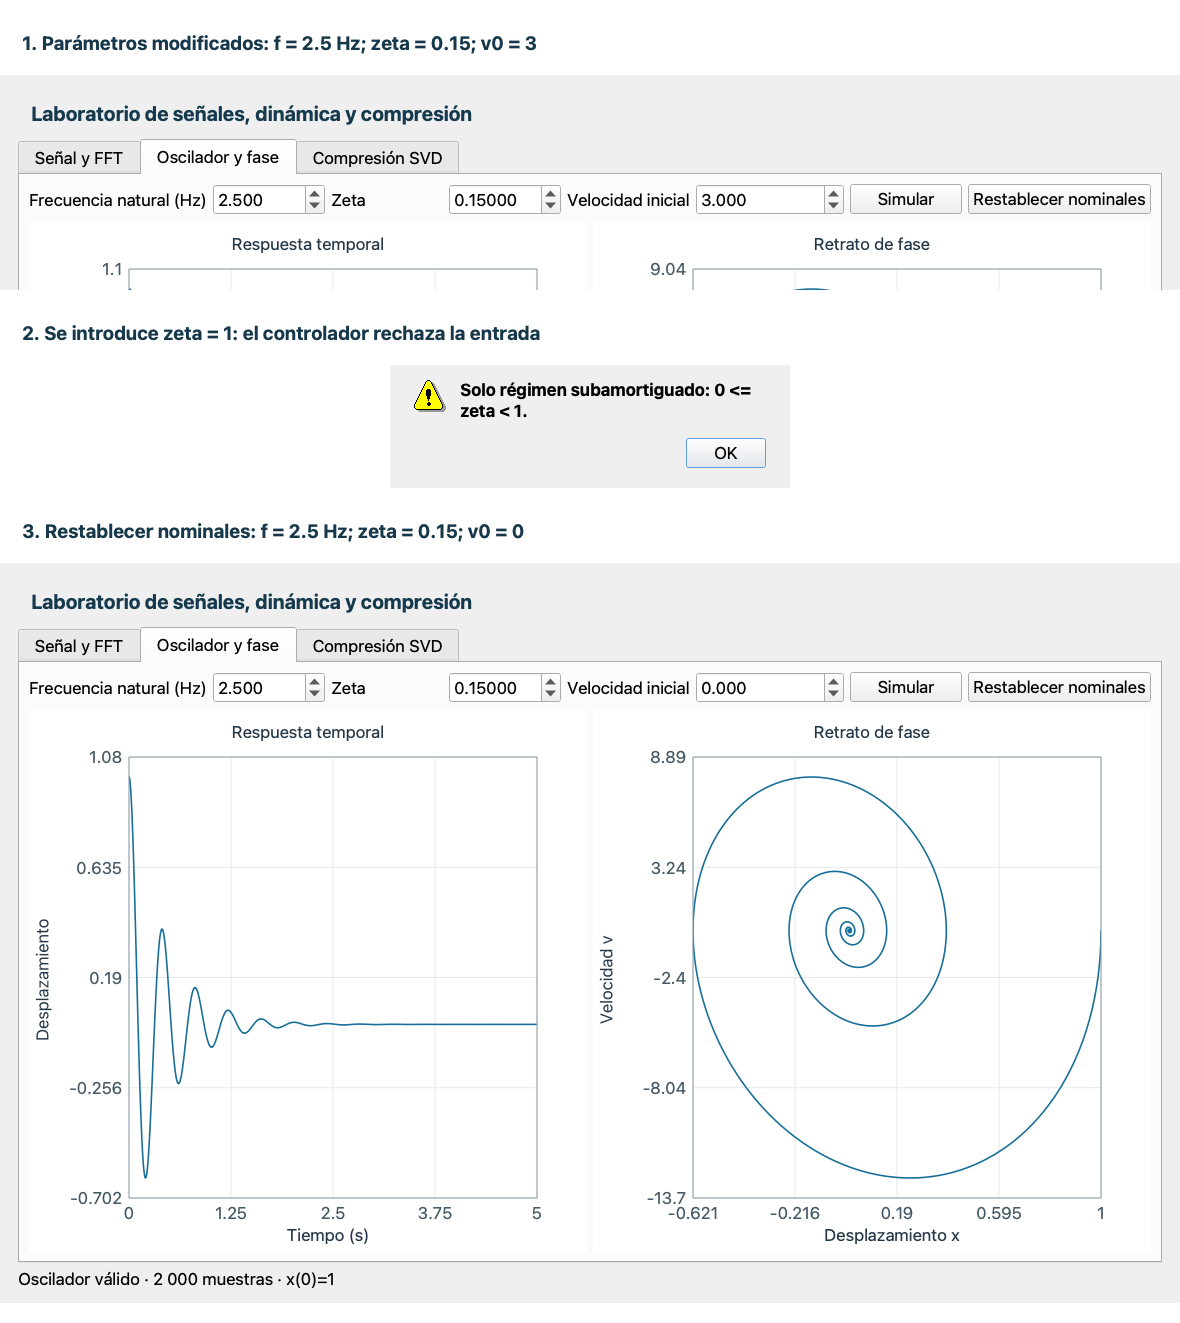 1. Parámetros modificados: f = 2.5 Hz; zeta = 0.15; v0 = 3
Laboratorio de señales, dinámica y compresión
Señal y FFT Oscilador y fase Compresión SVD
Frecuencia natural (Hz) 2.500 Zeta 0.15000 Velocidad inicial 3.000 Simular Restablecer nominales
Respuesta temporal Retrato de fase
1.1 9.04
2. Se introduce zeta = 1: el controlador rechaza la entrada
Solo régimen subamortiguado: 0 <=
zeta < 1.
OK
3. Restablecer nominales: f = 2.5 Hz; zeta = 0.15; v0 = 0
Laboratorio de señales, dinámica y compresión
Señal y FFT Oscilador y fase Compresión SVD
Frecuencia natural (Hz) 2.500 Zeta 0.15000 Velocidad inicial 0.000 Simular Restablecer nominales
Respuesta temporal
1.08
0.635
0.19
-0.256
-0.702
Desplazamiento
0 1.25 2.5 3.75 5
Tiempo (s)
Retrato de fase
8.89
3.24
-2.4
-8.04
-13.7
Velocidad v
-0.621 -0.216 0.19 0.595 1
Desplazamiento x
Oscilador válido · 2 000 muestras · x(0)=1